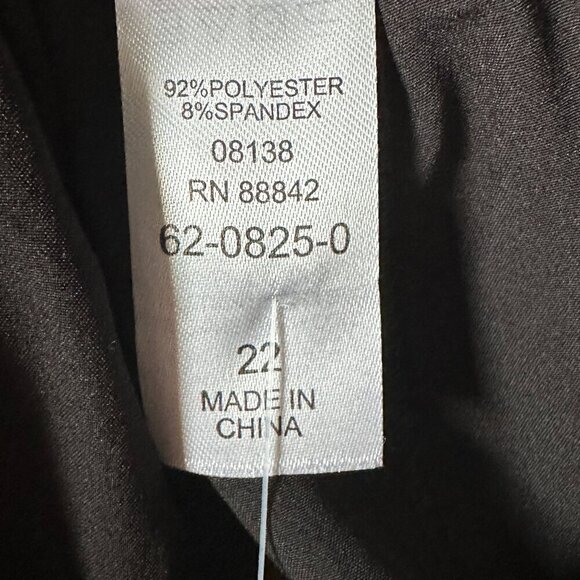 92%POLYESTER
8%SPANDEX
08138
RN 88842
62-0825-0
22
MADE IN
CHINA